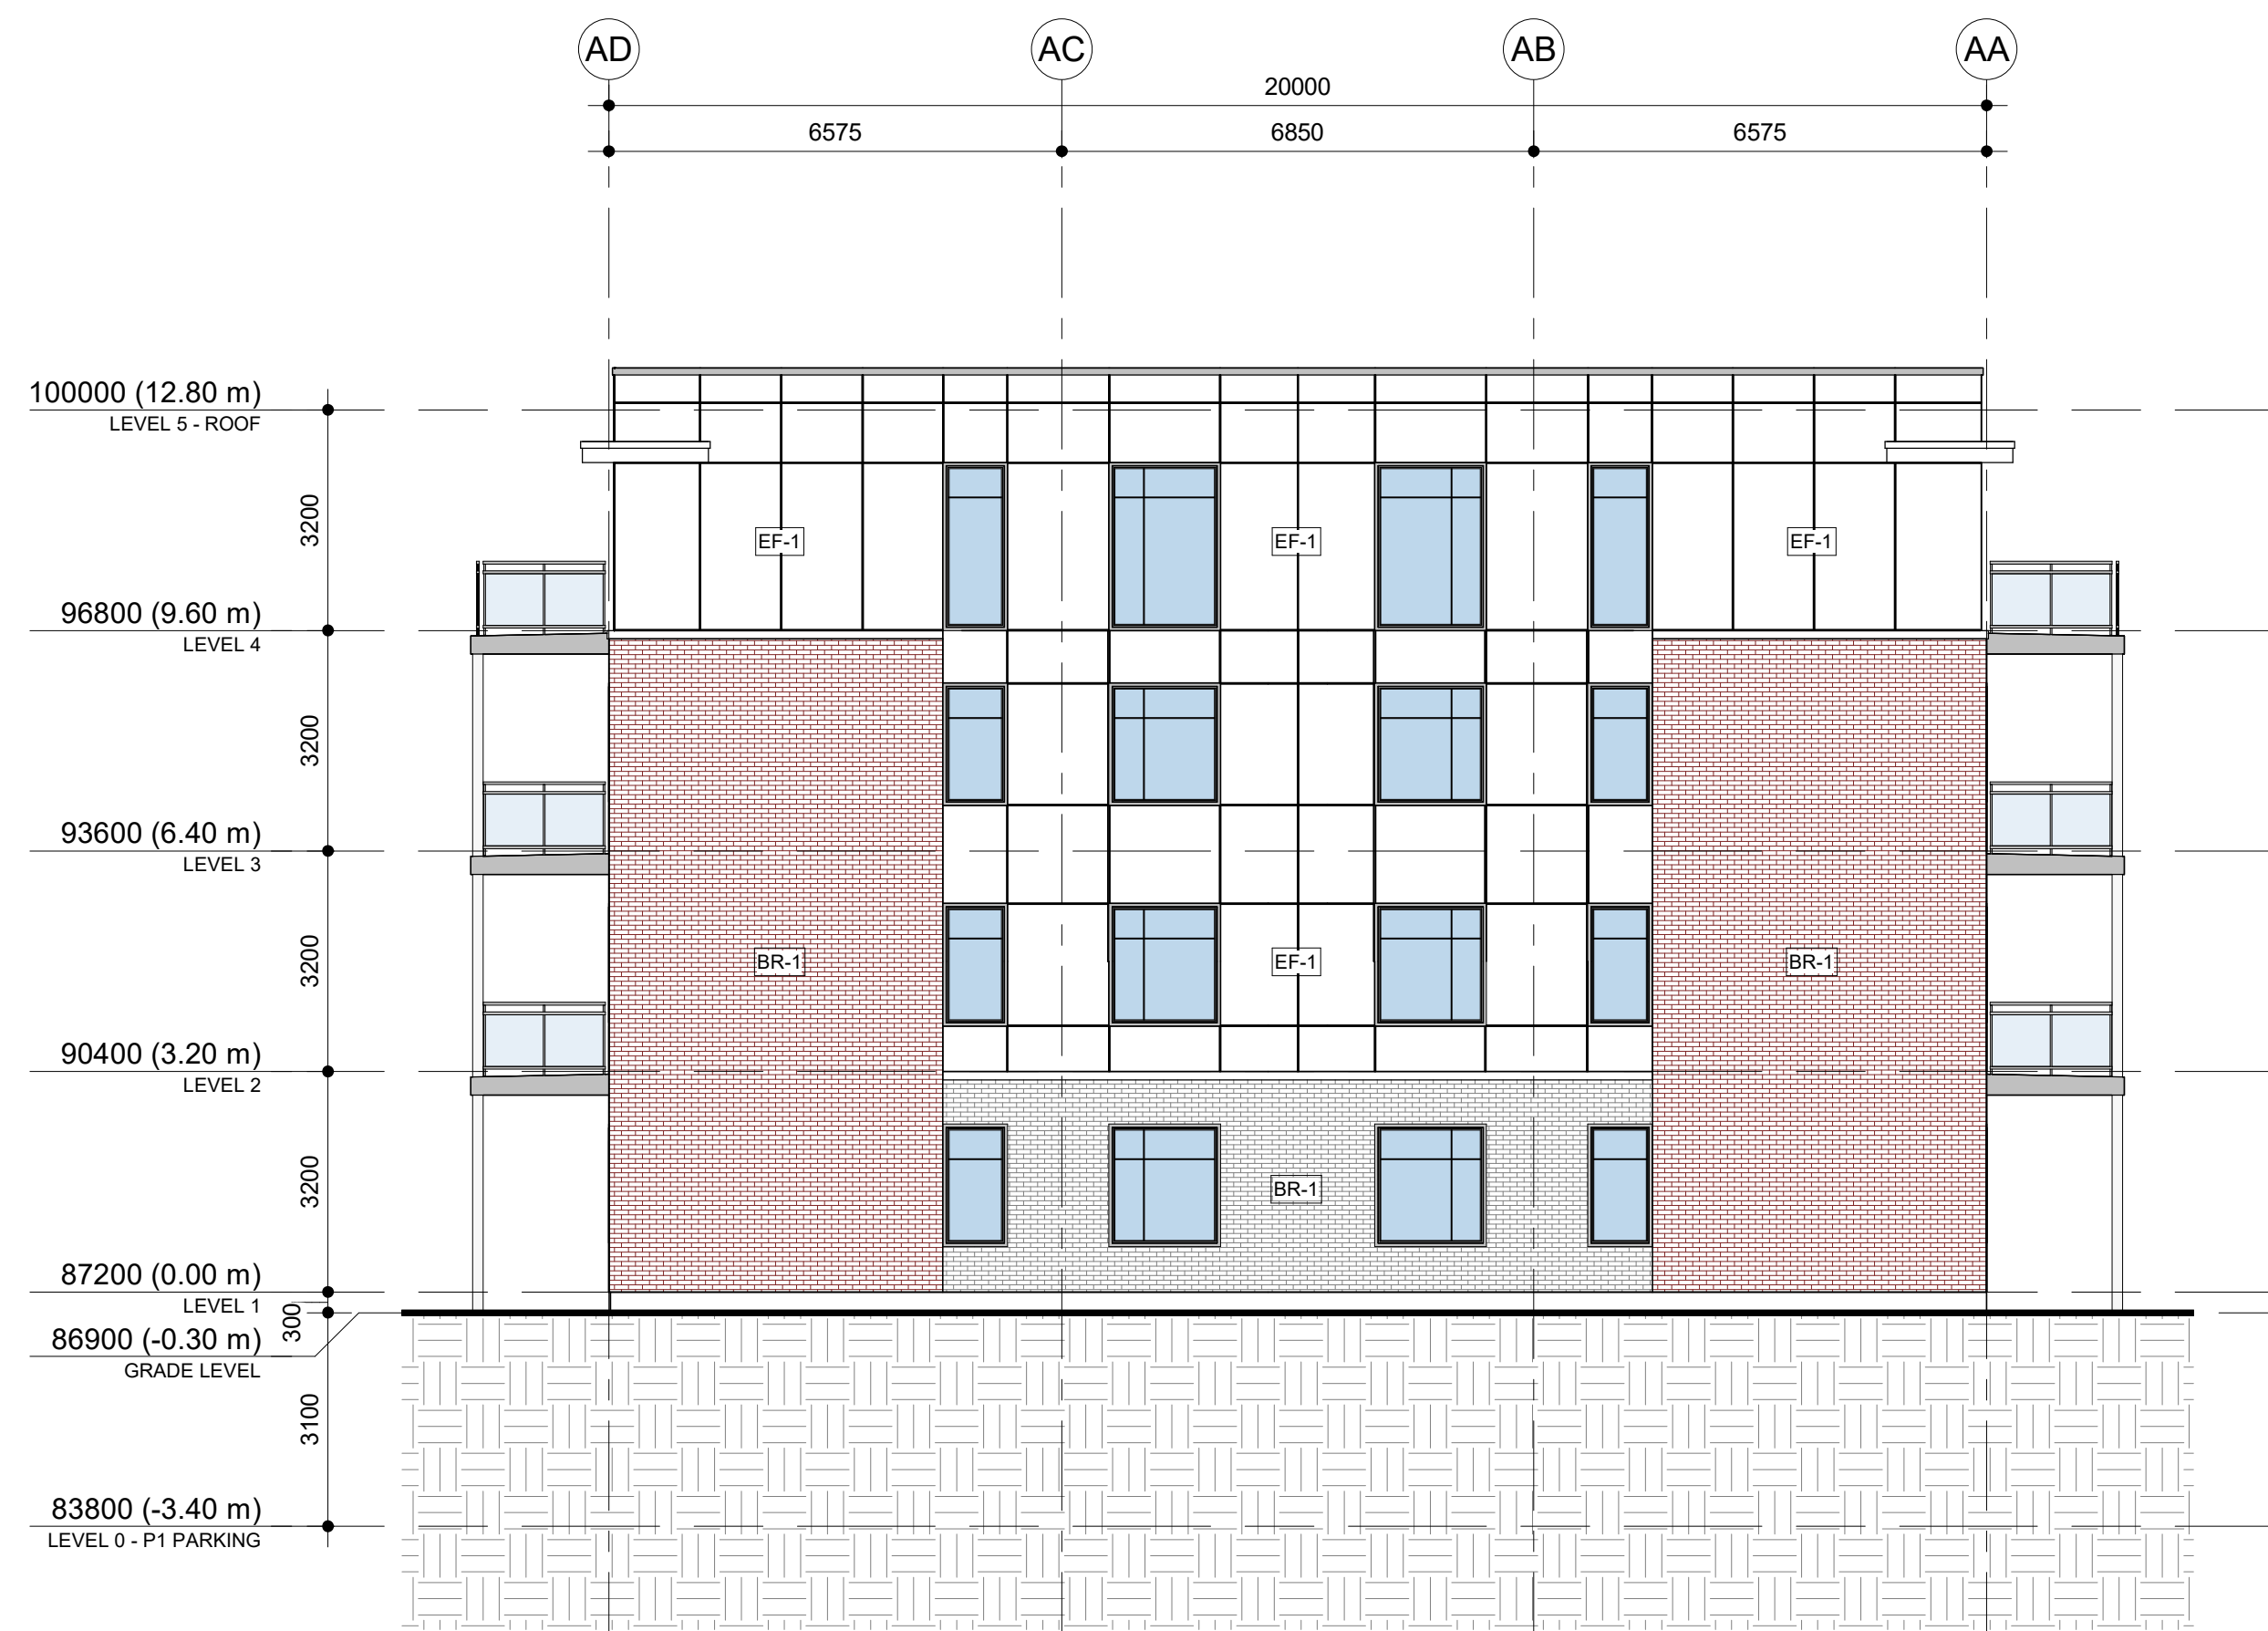 AD
AC
AB
AA
20000
6575
6850
6575
100000 (12.80 m)
LEVEL 5 - ROOF
3200
EF-1
EF-1
EF-1
96800 (9.60 m)
LEVEL 4
3200
93600 (6.40 m)
LEVEL 3
3200
BR-1
EF-1
BR-1
90400 (3.20 m)
LEVEL 2
3200
BR-1
87200 (0.00 m)
LEVEL 1
300
86900 (-0.30 m)
GRADE LEVEL
3100
83800 (-3.40 m)
LEVEL 0 - P1 PARKING